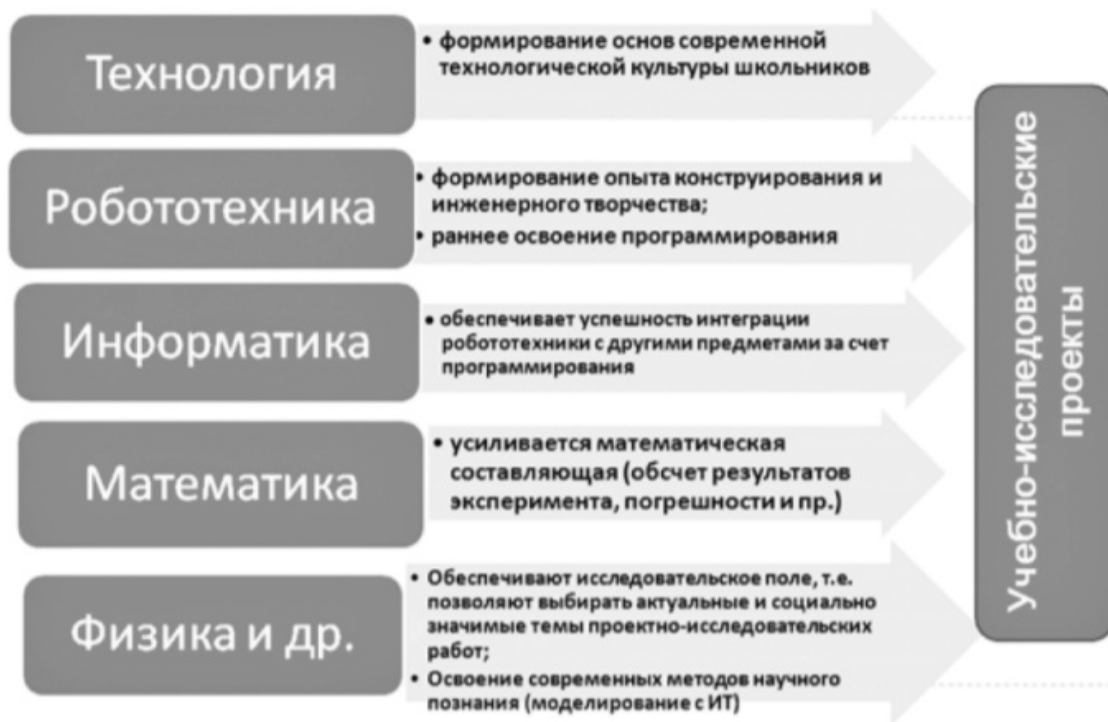 Технология
• формирование основ современной
технологической культуры школьников
Робототехника
• формирование опыта конструирования и
инженерного творчества;
• раннее освоение программирования
Информатика
• обеспечивает успешность интеграции
робототехники с другими предметами за счет
программирования
Математика
• усиливается математическая
составляющая (обсчет результатов
эксперимента, погрешности и пр.)
Физика и др.
• Обеспечивают исследовательское поле, т.е.
позволяют выбирать актуальные и социально
значимые темы проектно-исследовательских
работ;
• Освоение современных методов научного
познания (моделирование с ИТ)
Учебно-исследовательские
проекты